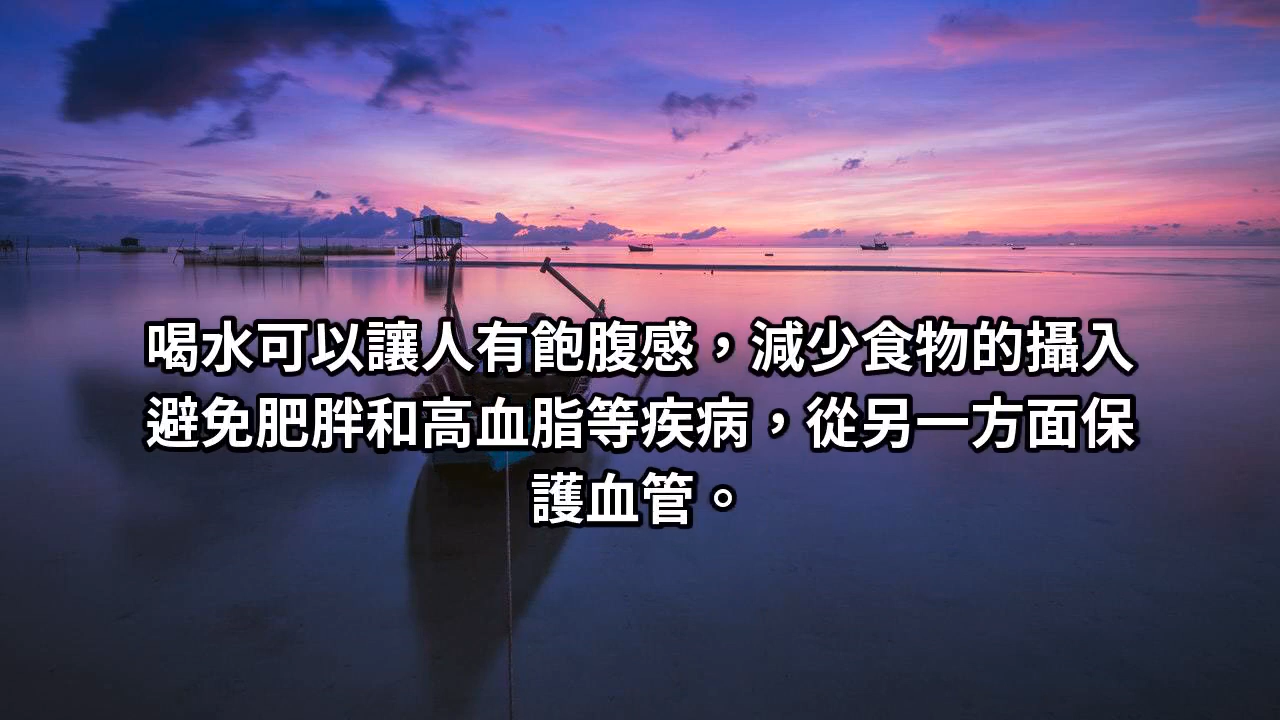 喝水可以讓人有飽腹感，減少食物的攝入
避免肥胖和高血脂等疾病，從另一方面保
護血管。